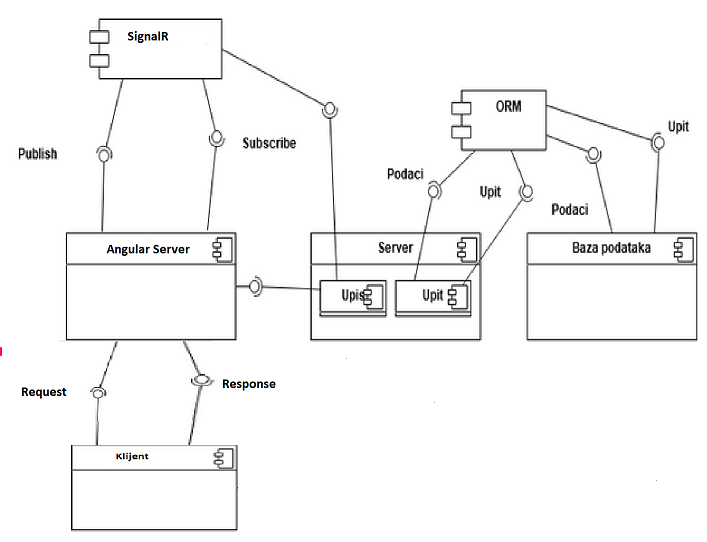 SignalR
ORM
Upit
Publish
Subscribe
Podaci
Upit
Podaci
Angular Server
Server
Baza podataka
Upis
Upit
Request
Response
Klijent